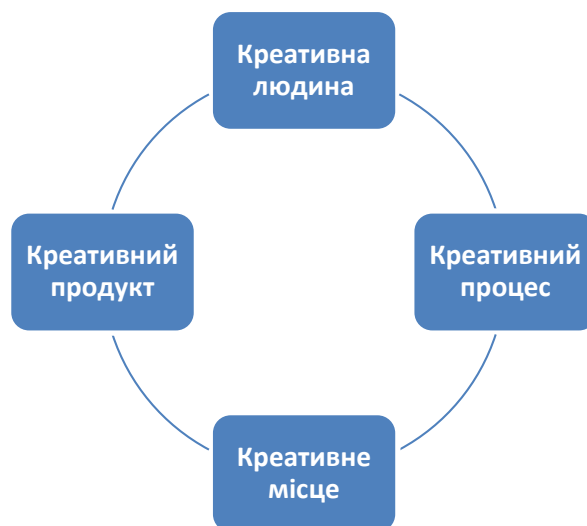 Креативна
людина
Креативний
продукт
Креативний
процес
Креативне
місце